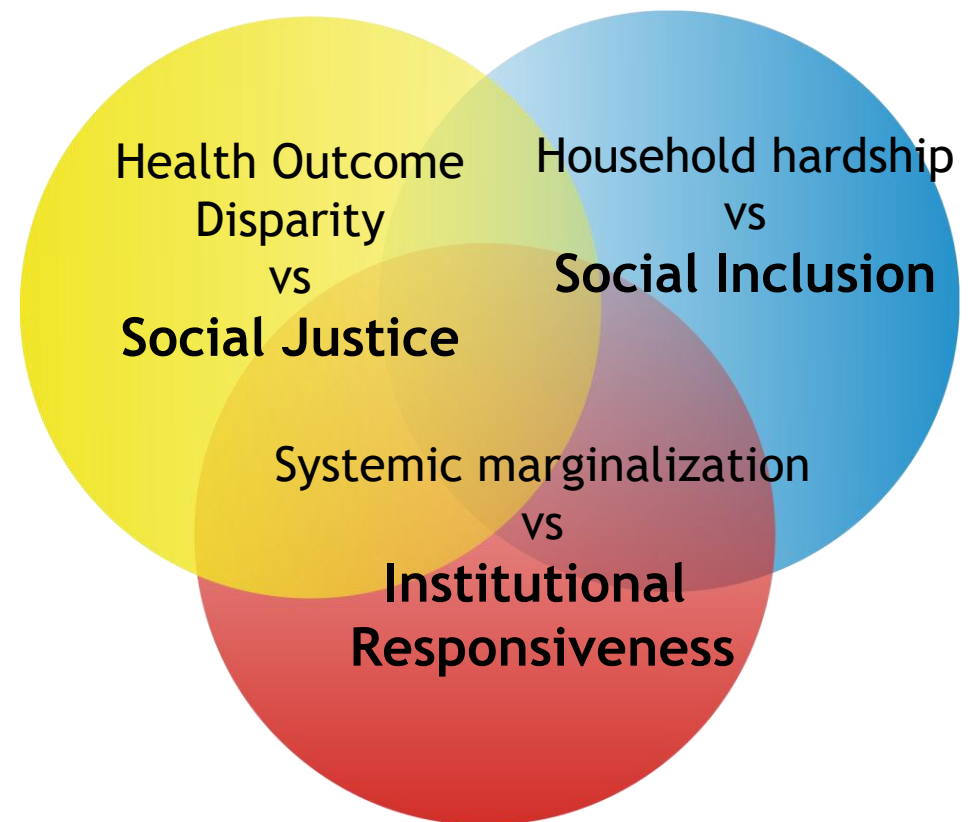 Health Outcome
Disparity
vs
Social Justice
Household hardship
vs
Social Inclusion
Systemic marginalization
vs
Institutional
Responsiveness